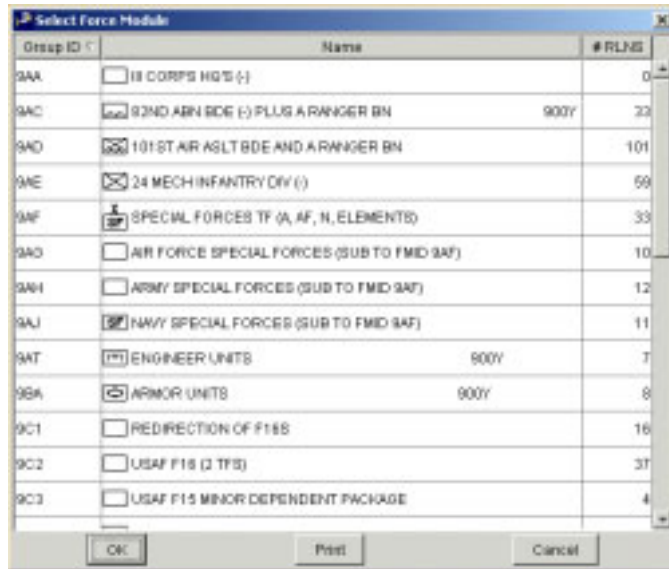 Select Force Module
Group ID Name # RLNS
9AA III CORPS HQ'S (-) 0
9AC 82ND ABN BDE (-) PLUS A RANGER BN 900Y 33
9AD 101ST AIR ASLT BDE AND A RANGER BN 101
9AE 24 MECH INFANTRY DIV (-) 59
9AF SPECIAL FORCES TF (A, AF, N, ELEMENTS) 33
9AG AIR FORCE SPECIAL FORCES (SUB TO FMID 9AF) 10
9AH ARMY SPECIAL FORCES (SUB TO FMID 9AF) 12
9AJ SF NAVY SPECIAL FORCES (SUB TO FMID 9AF) 11
9AT ENGINEER UNITS 900Y 7
9BA ARMOR UNITS 900Y 8
9C1 REDIRECTION OF F16S 16
9C2 USAF F16 (2 TFS) 37
9C3 USAF F15 MINOR DEPENDENT PACKAGE 4
OK Print Cancel